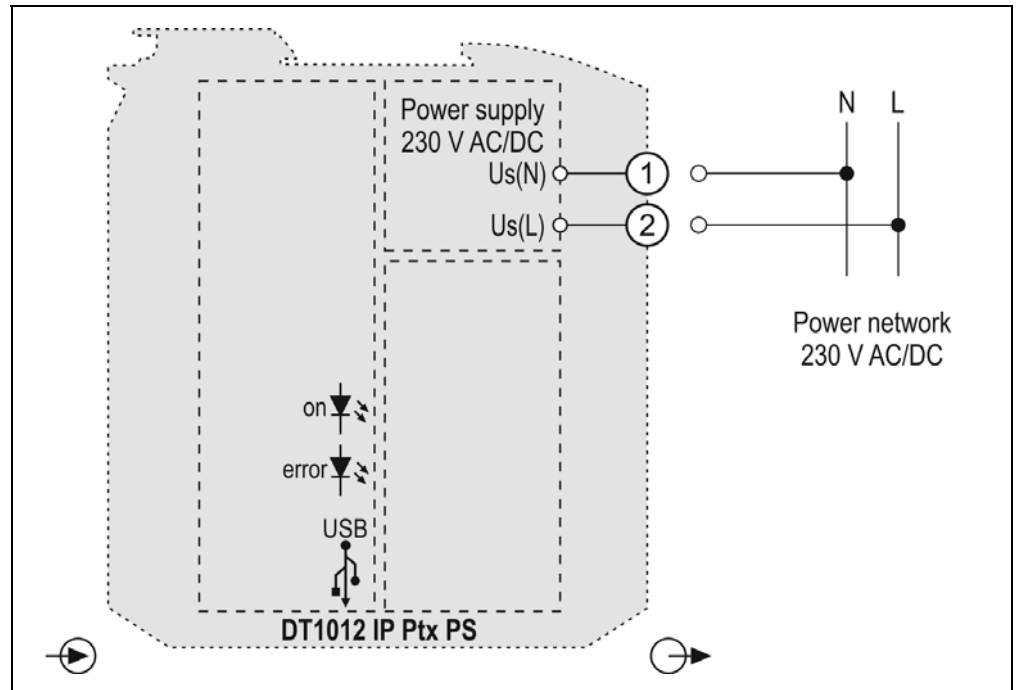 Power supply
230 V AC/DC
Us(N)
1
N
L
Us(L)
2
Power network
230 V AC/DC
on
error
USB
DT1012 IP Ptx PS